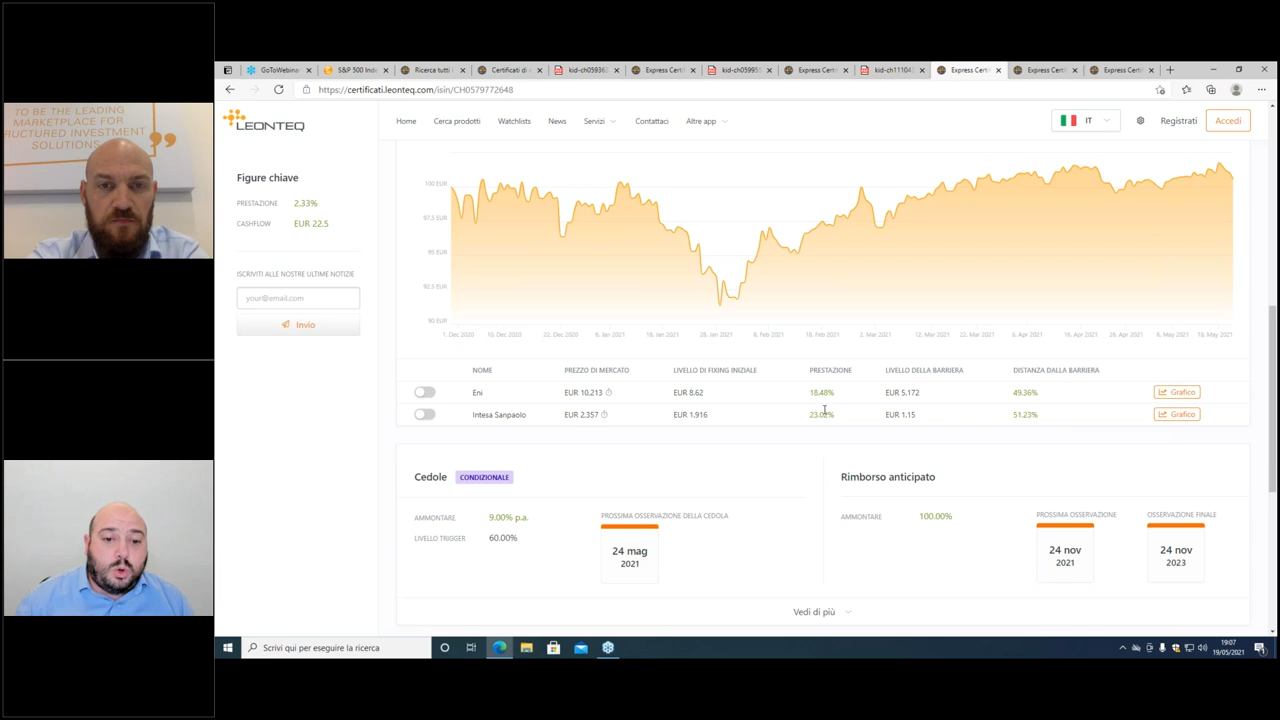 TO BE THE LEADING
MARKETPLACE FOR
RUCTURED INVESTMENT
SOLUTIONS.
GoToWebinar
S&P 500 Ind
Ricerca tutti
Certificati di
kid-ch059363
Express Certi
kid-ch059995
Express Certi
kid-ch111043
Express Certi
Express Certi
Express Certi
https://certificati.leonteq.com/isin/CH0579772648
LEONTEQ
Home
Cerca prodotti
Watchlists
News
Servizi
Contattaci
Altre app
IT
Registrati
Accedi
Figure chiave
PRESTAZIONE 2.33%
CASHFLOW EUR 22.5
ISCRIVITI ALLE NOSTRE ULTIME NOTIZIE
your@email.com
Invio
100 EUR
97.5 EUR
95 EUR
92.5 EUR
90 EUR
1. Dec 2020 10. Dec 2020 22. Dec 2020 6. Jan 2021 18. Jan 2021 28. Jan 2021 8. Feb 2021 18. Feb 2021 2. Mar 2021 12. Mar 2021 22. Mar 2021 6. Apr 2021 16. Apr 2021 26. Apr 2021 6. May 2021 19. May 2021
NOME PREZZO DI MERCATO LIVELLO DI FIXING INIZIALE PRESTAZIONE LIVELLO DELLA BARRIERA DISTANZA DALLA BARRIERA
Eni EUR 10.213 EUR 8.62 18.48% EUR 5.172 49.36% Grafico
Intesa Sanpaolo EUR 2.357 EUR 1.916 EUR 1.15 51.23% Grafico
Cedole CONDIZIONALE
AMMONTARE 9.00% p.a.
LIVELLO TRIGGER 60.00%
PROSSIMA OSSERVAZIONE DELLA CEDOLA
24 mag
2021
Rimborso anticipato
AMMONTARE 100.00%
PROSSIMA OSSERVAZIONE
24 nov
2021
OSSERVAZIONE FINALE
24 nov
2023
Vedi di più
Scrivi qui per eseguire la ricerca
19:07
19/05/2021